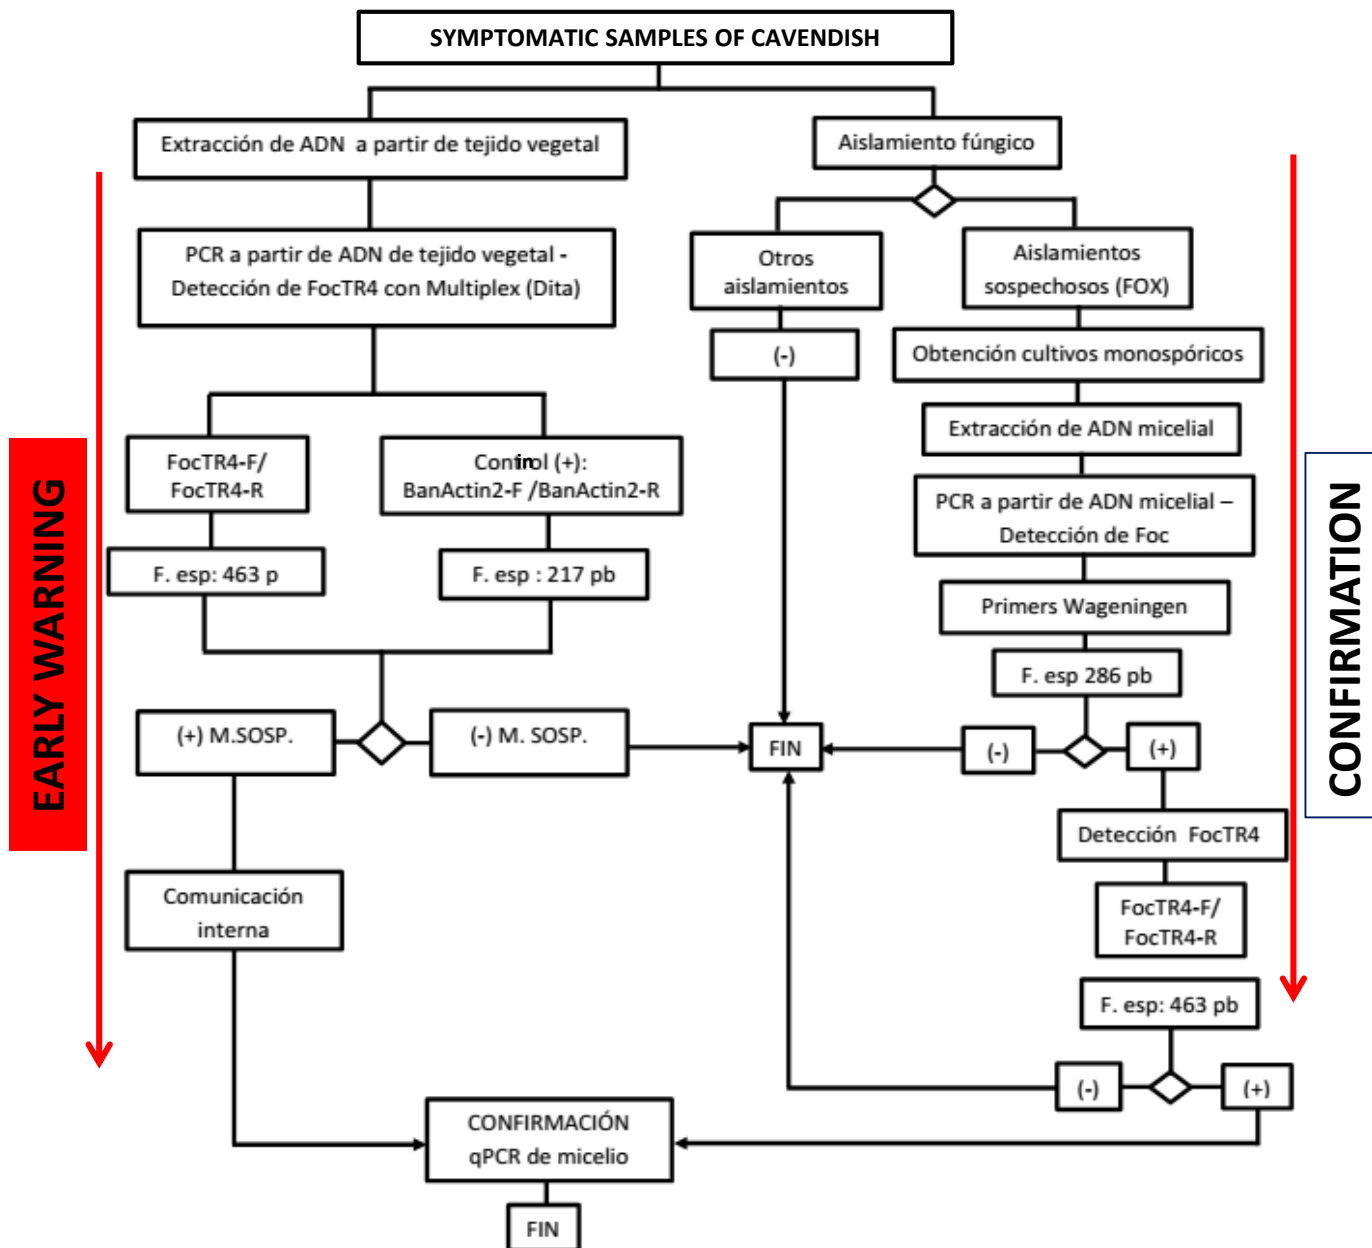 SYMPTOMATIC SAMPLES OF CAVENDISH
Extracción de ADN a partir de tejido vegetal
PCR a partir de ADN de tejido vegetal -
Detección de FocTR4 con Multiplex (Dita)
FocTR4-F/
FocTR4-R
(+):
BanActin2-F /BanActin2-R
F. esp: 463 p
F. esp : 217 pb
(+) M.SOSP.
(-) M. SOSP.
Comunicación
interna
EARLY WARNING
Aislamiento fúngico
Otros
aislamientos
(-)
Aislamientos
sospechosos (FOX)
Obtención cultivos monospóricos
Extracción de ADN micelial
PCR a partir de ADN micelial –
Detección de Foc
Primers Wageningen
F. esp 286 pb
FIN
(-)
(+)
Detección FocTR4
FocTR4-F/
FocTR4-R
F. esp: 463 pb
(-)
(+)
CONFIRMATION
CONFIRMACIÓN
qPCR de micelio
FIN